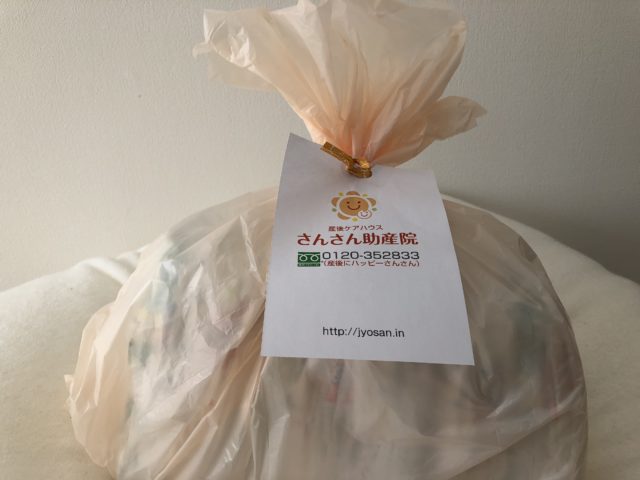 産後ケアハウス
さんさん助産院
0120-352833
(産後にハッピーさんさん)
http://jyosan.in